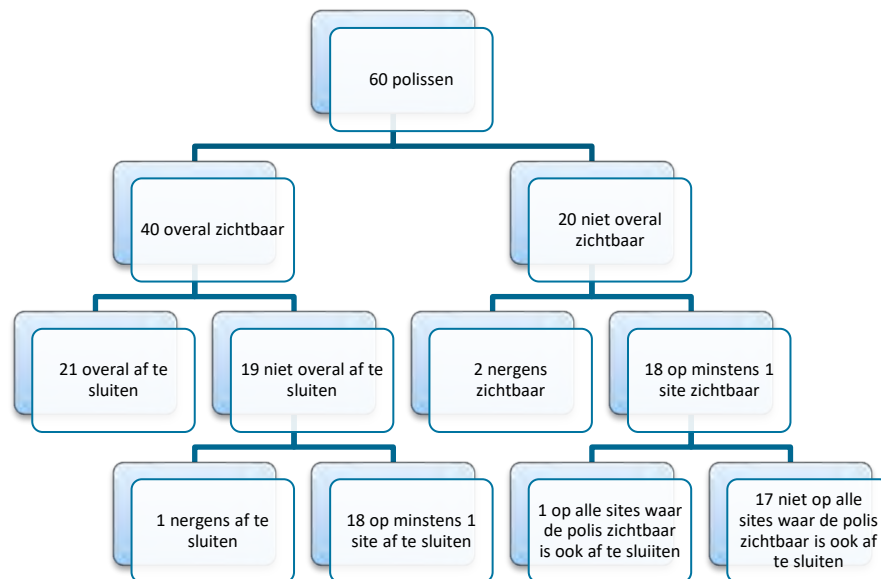 60 polissen
40 overal zichtbaar
20 niet overal
zichtbaar
21 overal af te
sluiten
19 niet overal af te
sluiten
2 nergens
zichtbaar
18 op minstens 1
site zichtbaar
1 nergens af te
sluiten
18 op minstens 1
site af te sluiten
1 op alle sites waar
de polis zichtbaar
is ook af te sluiiten
17 niet op alle
sites waar de polis
zichtbaar is ook af
te sluiten